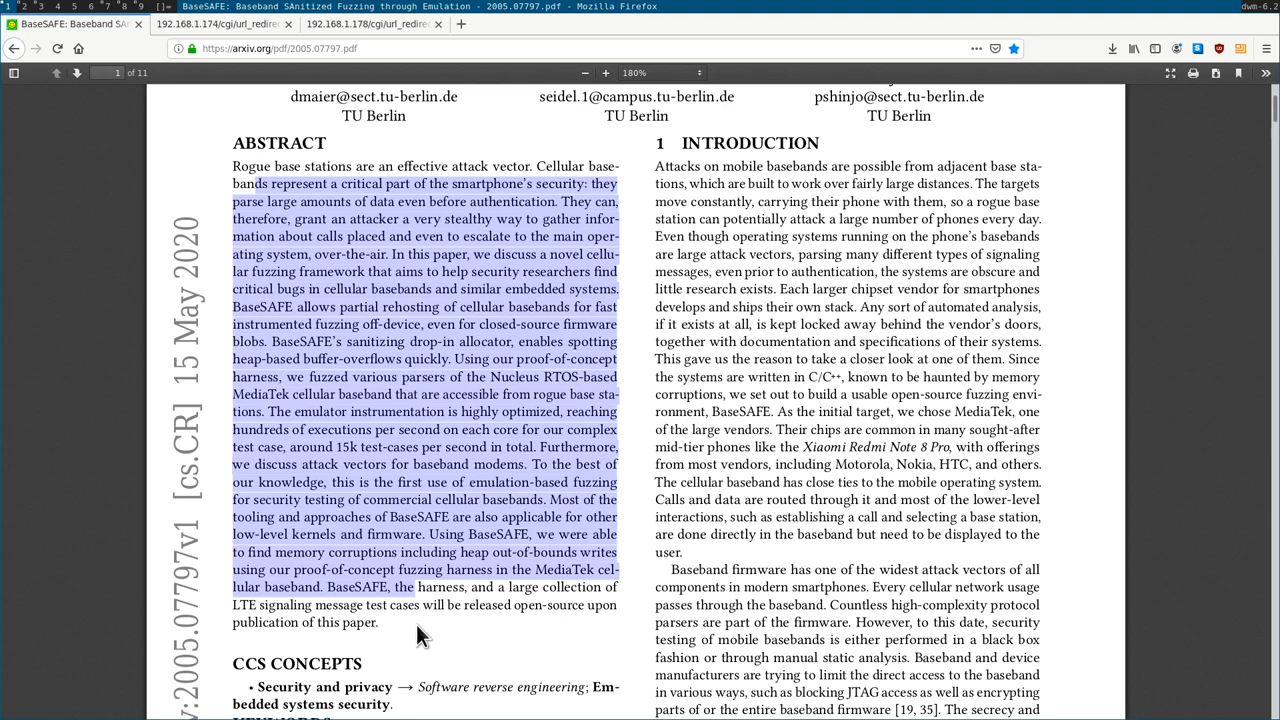 1 2 3 4 5 6 7 8 9 []= BaseSAFE: Baseband SAnitized Fuzzing through Emulation - 2005.07797.pdf - Mozilla Firefox dwm-6.2
BaseSAFE: Baseband SAn 192.168.1.174/cgi/url_redirec 192.168.1.178/cgi/url_redirec
https://arxiv.org/pdf/2005.07797.pdf
1 of 11 180%
dmaier@sect.tu-berlin.de seidel.1@campus.tu-berlin.de pshinjo@sect.tu-berlin.de
TU Berlin TU Berlin TU Berlin
v:2005.07797v1 [cs.CR] 15 May 2020
ABSTRACT
Rogue base stations are an effective attack vector. Cellular base-
bands represent a critical part of the smartphone's security: they
parse large amounts of data even before authentication. They can,
therefore, grant an attacker a very stealthy way to gather infor-
mation about calls placed and even to escalate to the main oper-
ating system, over-the-air. In this paper, we discuss a novel cellu-
lar fuzzing framework that aims to help security researchers find
critical bugs in cellular basebands and similar embedded systems.
BaseSAFE allows partial rehosting of cellular basebands for fast
instrumented fuzzing off-device, even for closed-source firmware
blobs. BaseSAFE's sanitizing drop-in allocator, enables spotting
heap-based buffer-overflows quickly. Using our proof-of-concept
harness, we fuzzed various parsers of the Nucleus RTOS-based
MediaTek cellular baseband that are accessible from rogue base sta-
tions. The emulator instrumentation is highly optimized, reaching
hundreds of executions per second on each core for our complex
test case, around 15k test-cases per second in total. Furthermore,
we discuss attack vectors for baseband modems. To the best of
our knowledge, this is the first use of emulation-based fuzzing
for security testing of commercial cellular basebands. Most of the
tooling and approaches of BaseSAFE are also applicable for other
low-level kernels and firmware. Using BaseSAFE, we were able
to find memory corruptions including heap out-of-bounds writes
using our proof-of-concept fuzzing harness in the MediaTek cel-
lular baseband. BaseSAFE, the harness, and a large collection of
LTE signaling message test cases will be released open-source upon
publication of this paper.
CCS CONCEPTS
• Security and privacy → Software reverse engineering; Em-
bedded systems security.
KEYWORDS
1 INTRODUCTION
Attacks on mobile basebands are possible from adjacent base sta-
tions, which are built to work over fairly large distances. The targets
move constantly, carrying their phone with them, so a rogue base
station can potentially attack a large number of phones every day.
Even though operating systems running on the phone's basebands
are large attack vectors, parsing many different types of signaling
messages, even prior to authentication, the systems are obscure and
little research exists. Each larger chipset vendor for smartphones
develops and ships their own stack. Any sort of automated analysis,
if it exists at all, is kept locked away behind the vendor's doors,
together with documentation and specifications of their systems.
This gave us the reason to take a closer look at one of them. Since
the systems are written in C/C++, known to be haunted by memory
corruptions, we set out to build a usable open-source fuzzing envi-
ronment, BaseSAFE. As the initial target, we chose MediaTek, one
of the large vendors. Their chips are common in many sought-after
mid-tier phones like the Xiaomi Redmi Note 8 Pro, with offerings
from most vendors, including Motorola, Nokia, HTC, and others.
The cellular baseband has close ties to the mobile operating system.
Calls and data are routed through it and most of the lower-level
interactions, such as establishing a call and selecting a base station,
are done directly in the baseband but need to be displayed to the
user.
Baseband firmware has one of the widest attack vectors of all
components in modern smartphones. Every cellular network usage
passes through the baseband. Countless high-complexity protocol
parsers are part of the firmware. However, to this date, security
testing of mobile basebands is either performed in a black box
fashion or through manual static analysis. Baseband and device
manufacturers are trying to limit the direct access to the baseband
in various ways, such as blocking JTAG access as well as encrypting
parts of or the entire baseband firmware [19, 35]. The secrecy and